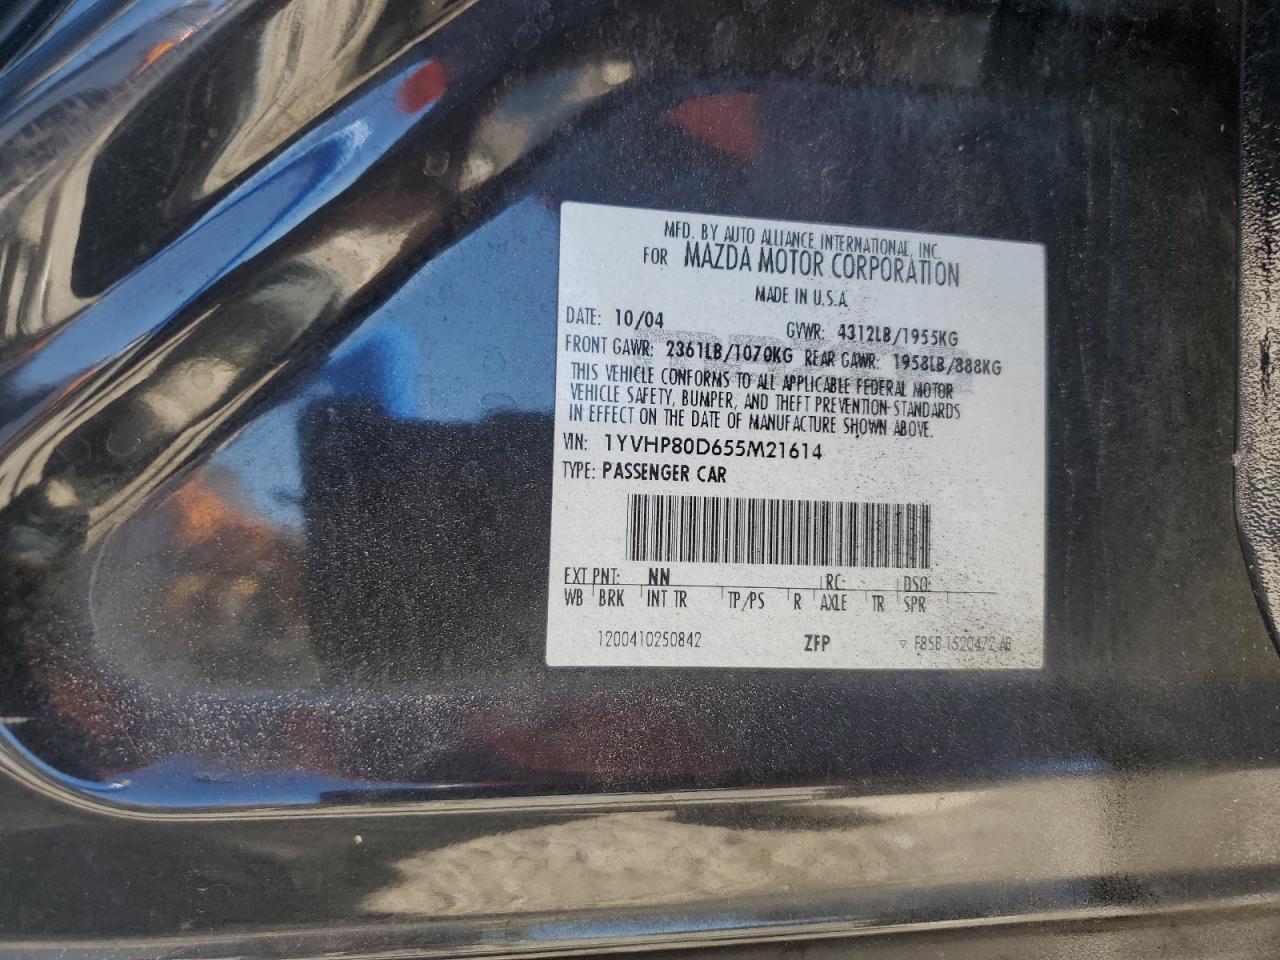 MFD. BY AUTO ALLIANCE INTERNATIONAL, INC.
FOR MAZDA MOTOR CORPORATION
MADE IN U.S.A.
DATE: 10/04 GVWR: 4312LB/1955KG
FRONT GAWR: 2361LB/1070KG REAR GAWR: 1958LB/888KG
THIS VEHICLE CONFORMS TO ALL APPLICABLE FEDERAL MOTOR
VEHICLE SAFETY, BUMPER, AND THEFT PREVENTION STANDARDS
IN EFFECT ON THE DATE OF MANUFACTURE SHOWN ABOVE.
VIN: 1YVHP80D655M21614
TYPE: PASSENGER CAR
EXT PNT: NN RC: DSO:
WB BRK INT TR TP/PS R AXLE TR SPR
1200410250842 ZFP ▽ F85B 1520472 AB